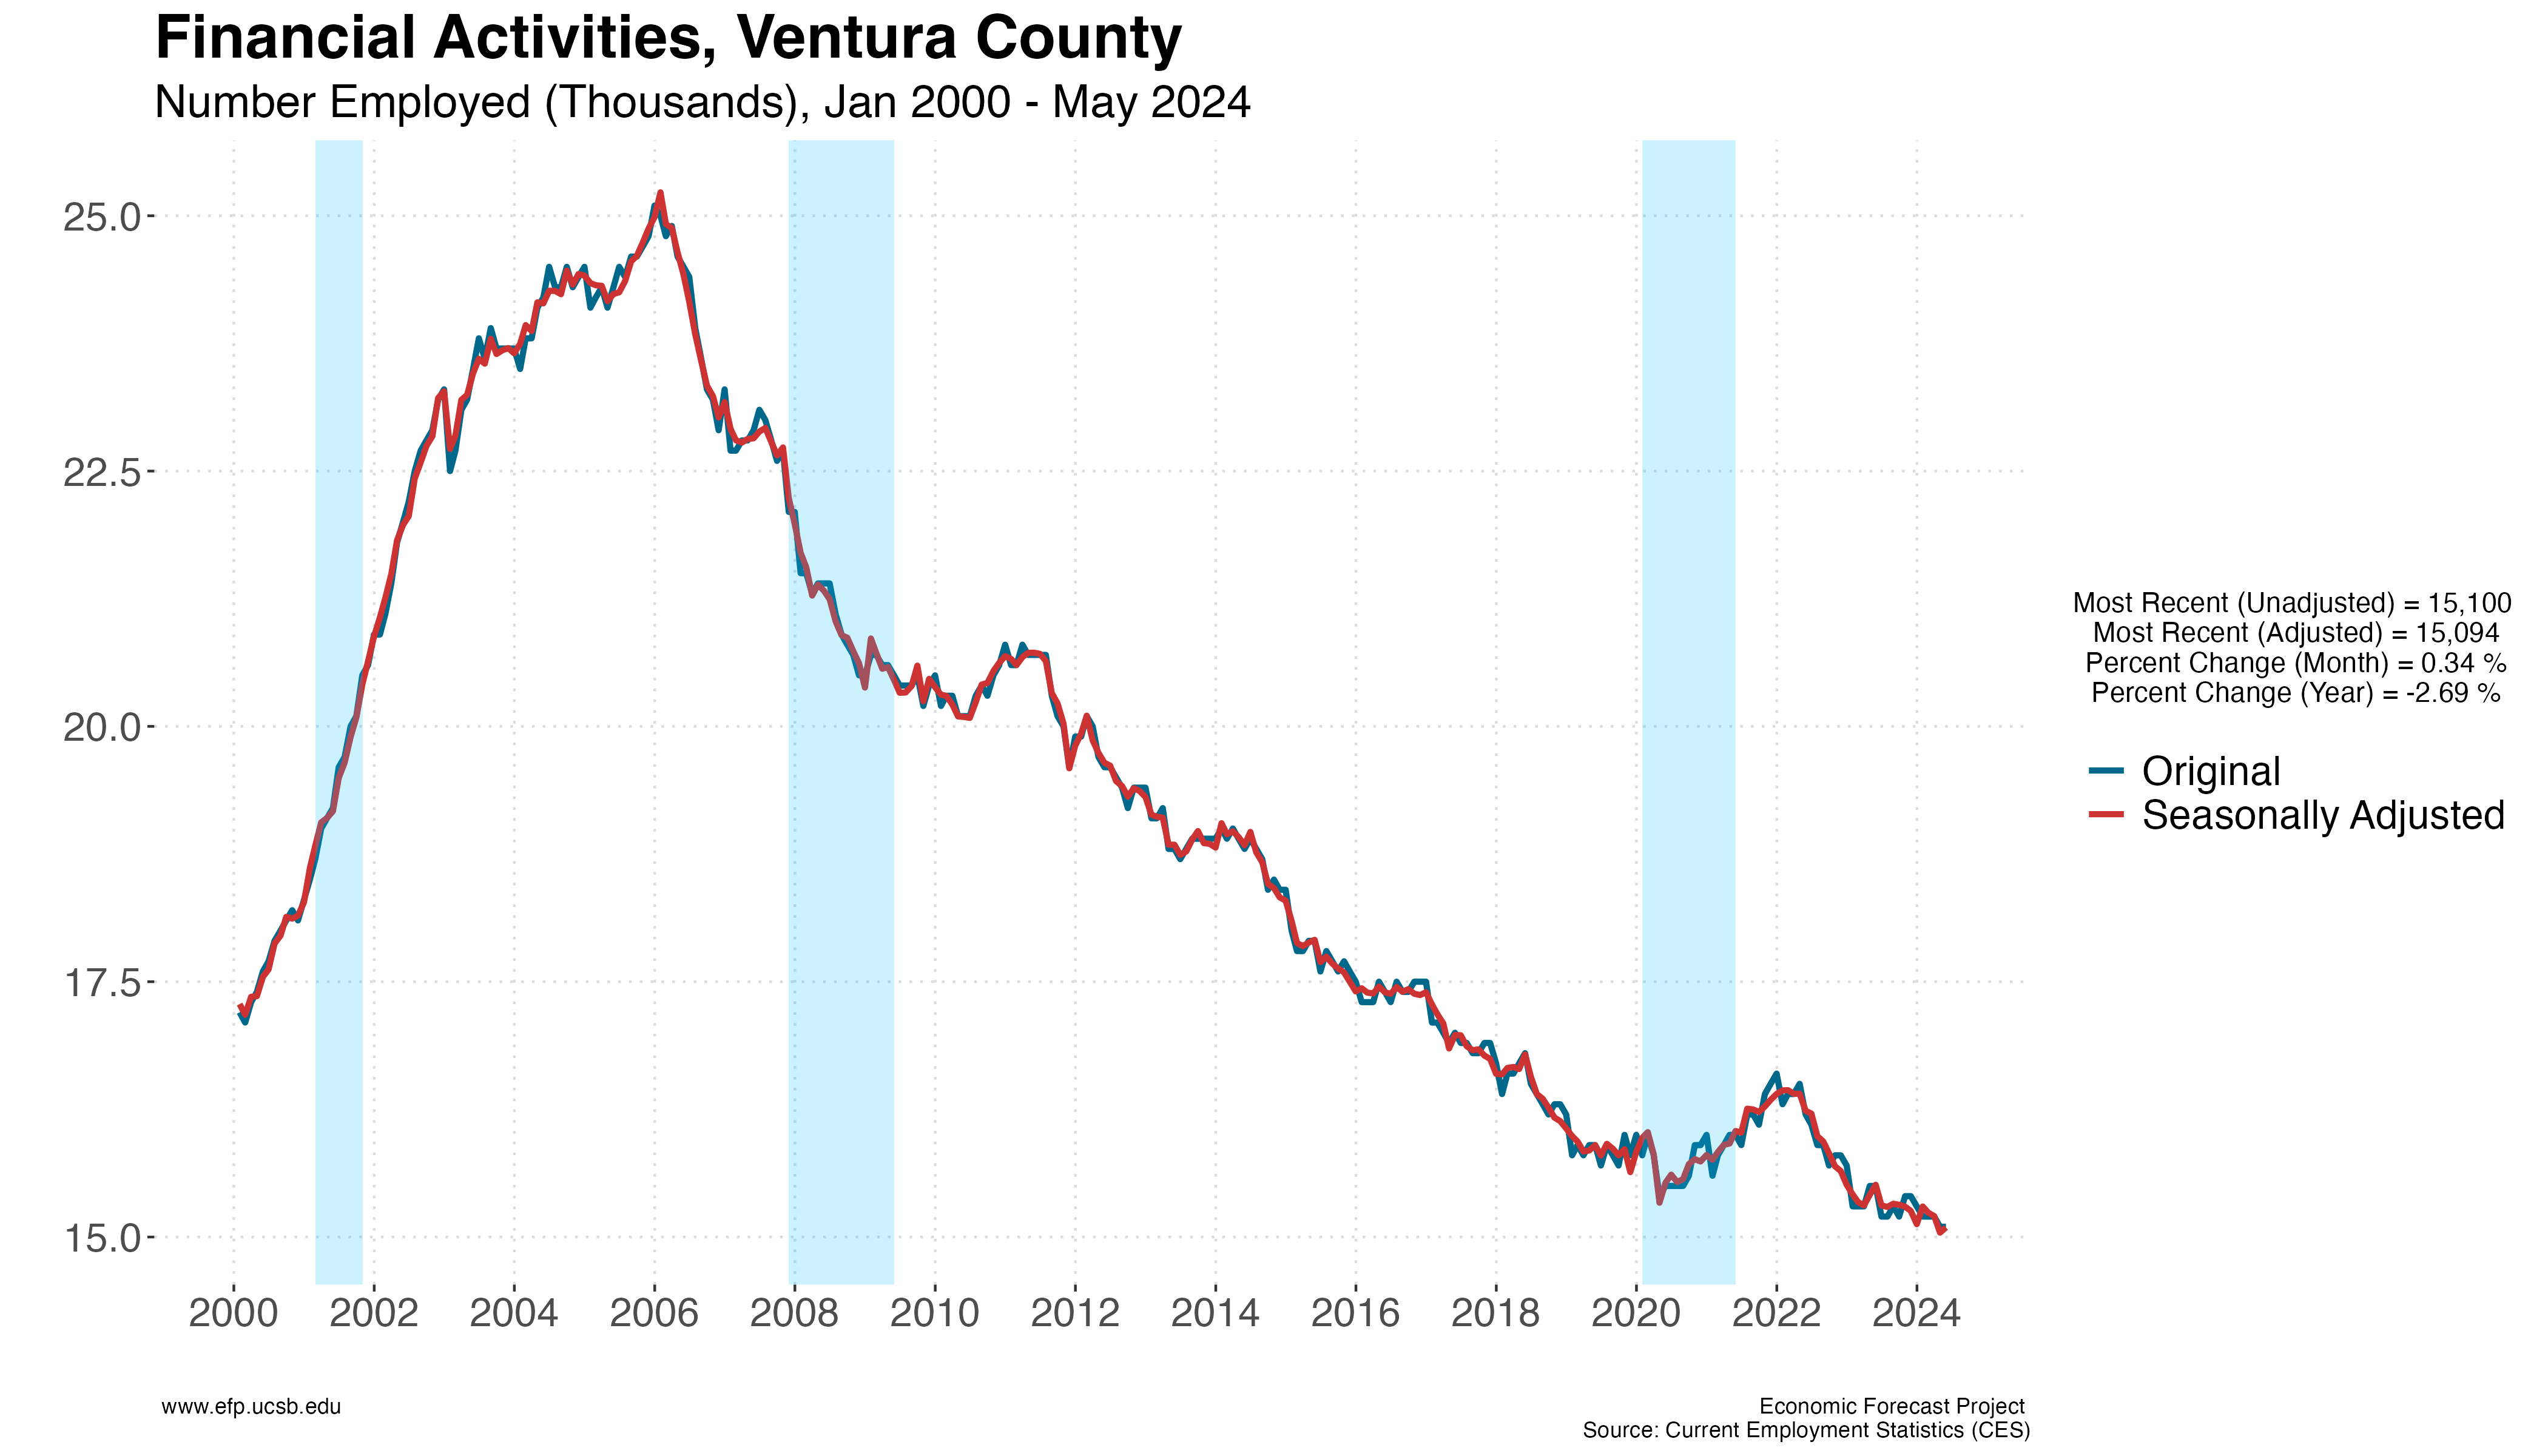 Financial Activities, Ventura County
Number Employed (Thousands), Jan 2000 - May 2024
25.0
22.5
20.0
17.5
15.0
2000 2002 2004 2006 2008 2010 2012 2014 2016 2018 2020 2022 2024
Most Recent (Unadjusted) = 15,100
Most Recent (Adjusted) = 15,094
Percent Change (Month) = 0.34 %
Percent Change (Year) = -2.69 %
Original
Seasonally Adjusted
www.efp.ucsb.edu
Economic Forecast Project
Source: Current Employment Statistics (CES)